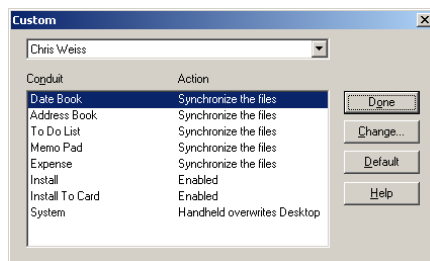 Custom
Chris Weiss
Conduit Action
Date Book Synchronize the files
Address Book Synchronize the files
To Do List Synchronize the files
Memo Pad Synchronize the files
Expense Synchronize the files
Install Enabled
Install To Card Enabled
System Handheld overwrites Desktop
Done
Change...
Default
Help